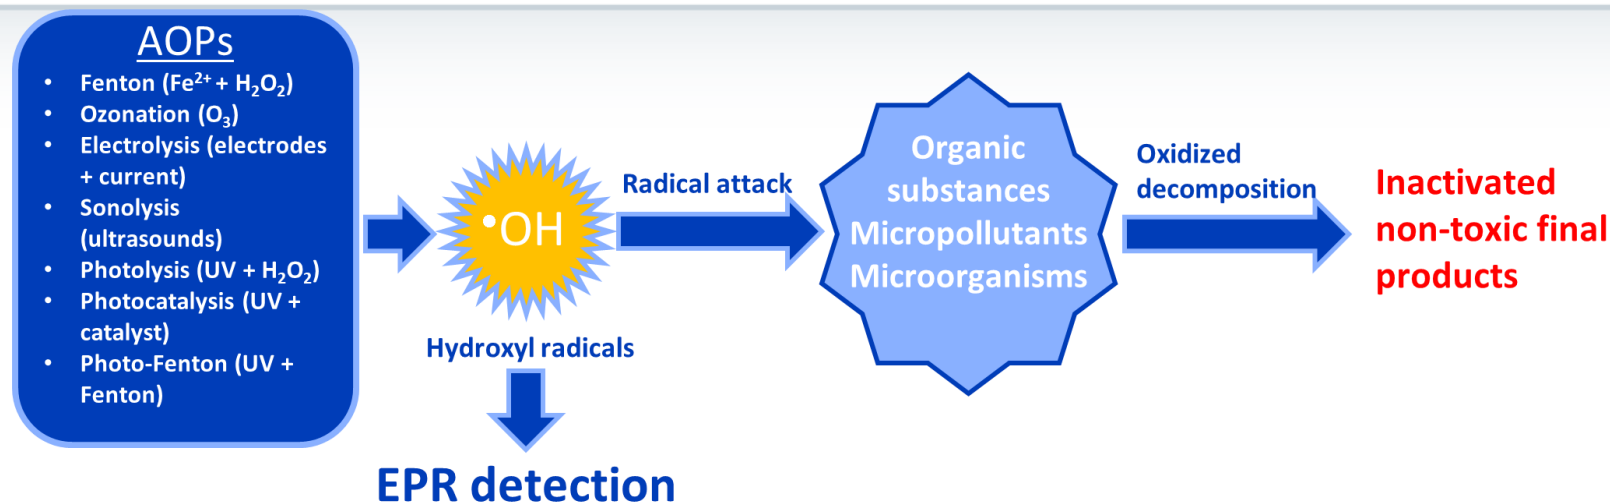 AOPs
• Fenton (Fe²⁺ + H₂O₂)
• Ozonation (O₃)
• Electrolysis (electrodes
+ current)
• Sonolysis
(ultrasounds)
• Photolysis (UV + H₂O₂)
• Photocatalysis (UV +
catalyst)
• Photo-Fenton (UV +
Fenton)
•OH
Hydroxyl radicals
EPR detection
Radical attack
Organic
substances
Micropollutants
Microorganisms
Oxidized
decomposition
Inactivated
non-toxic final
products